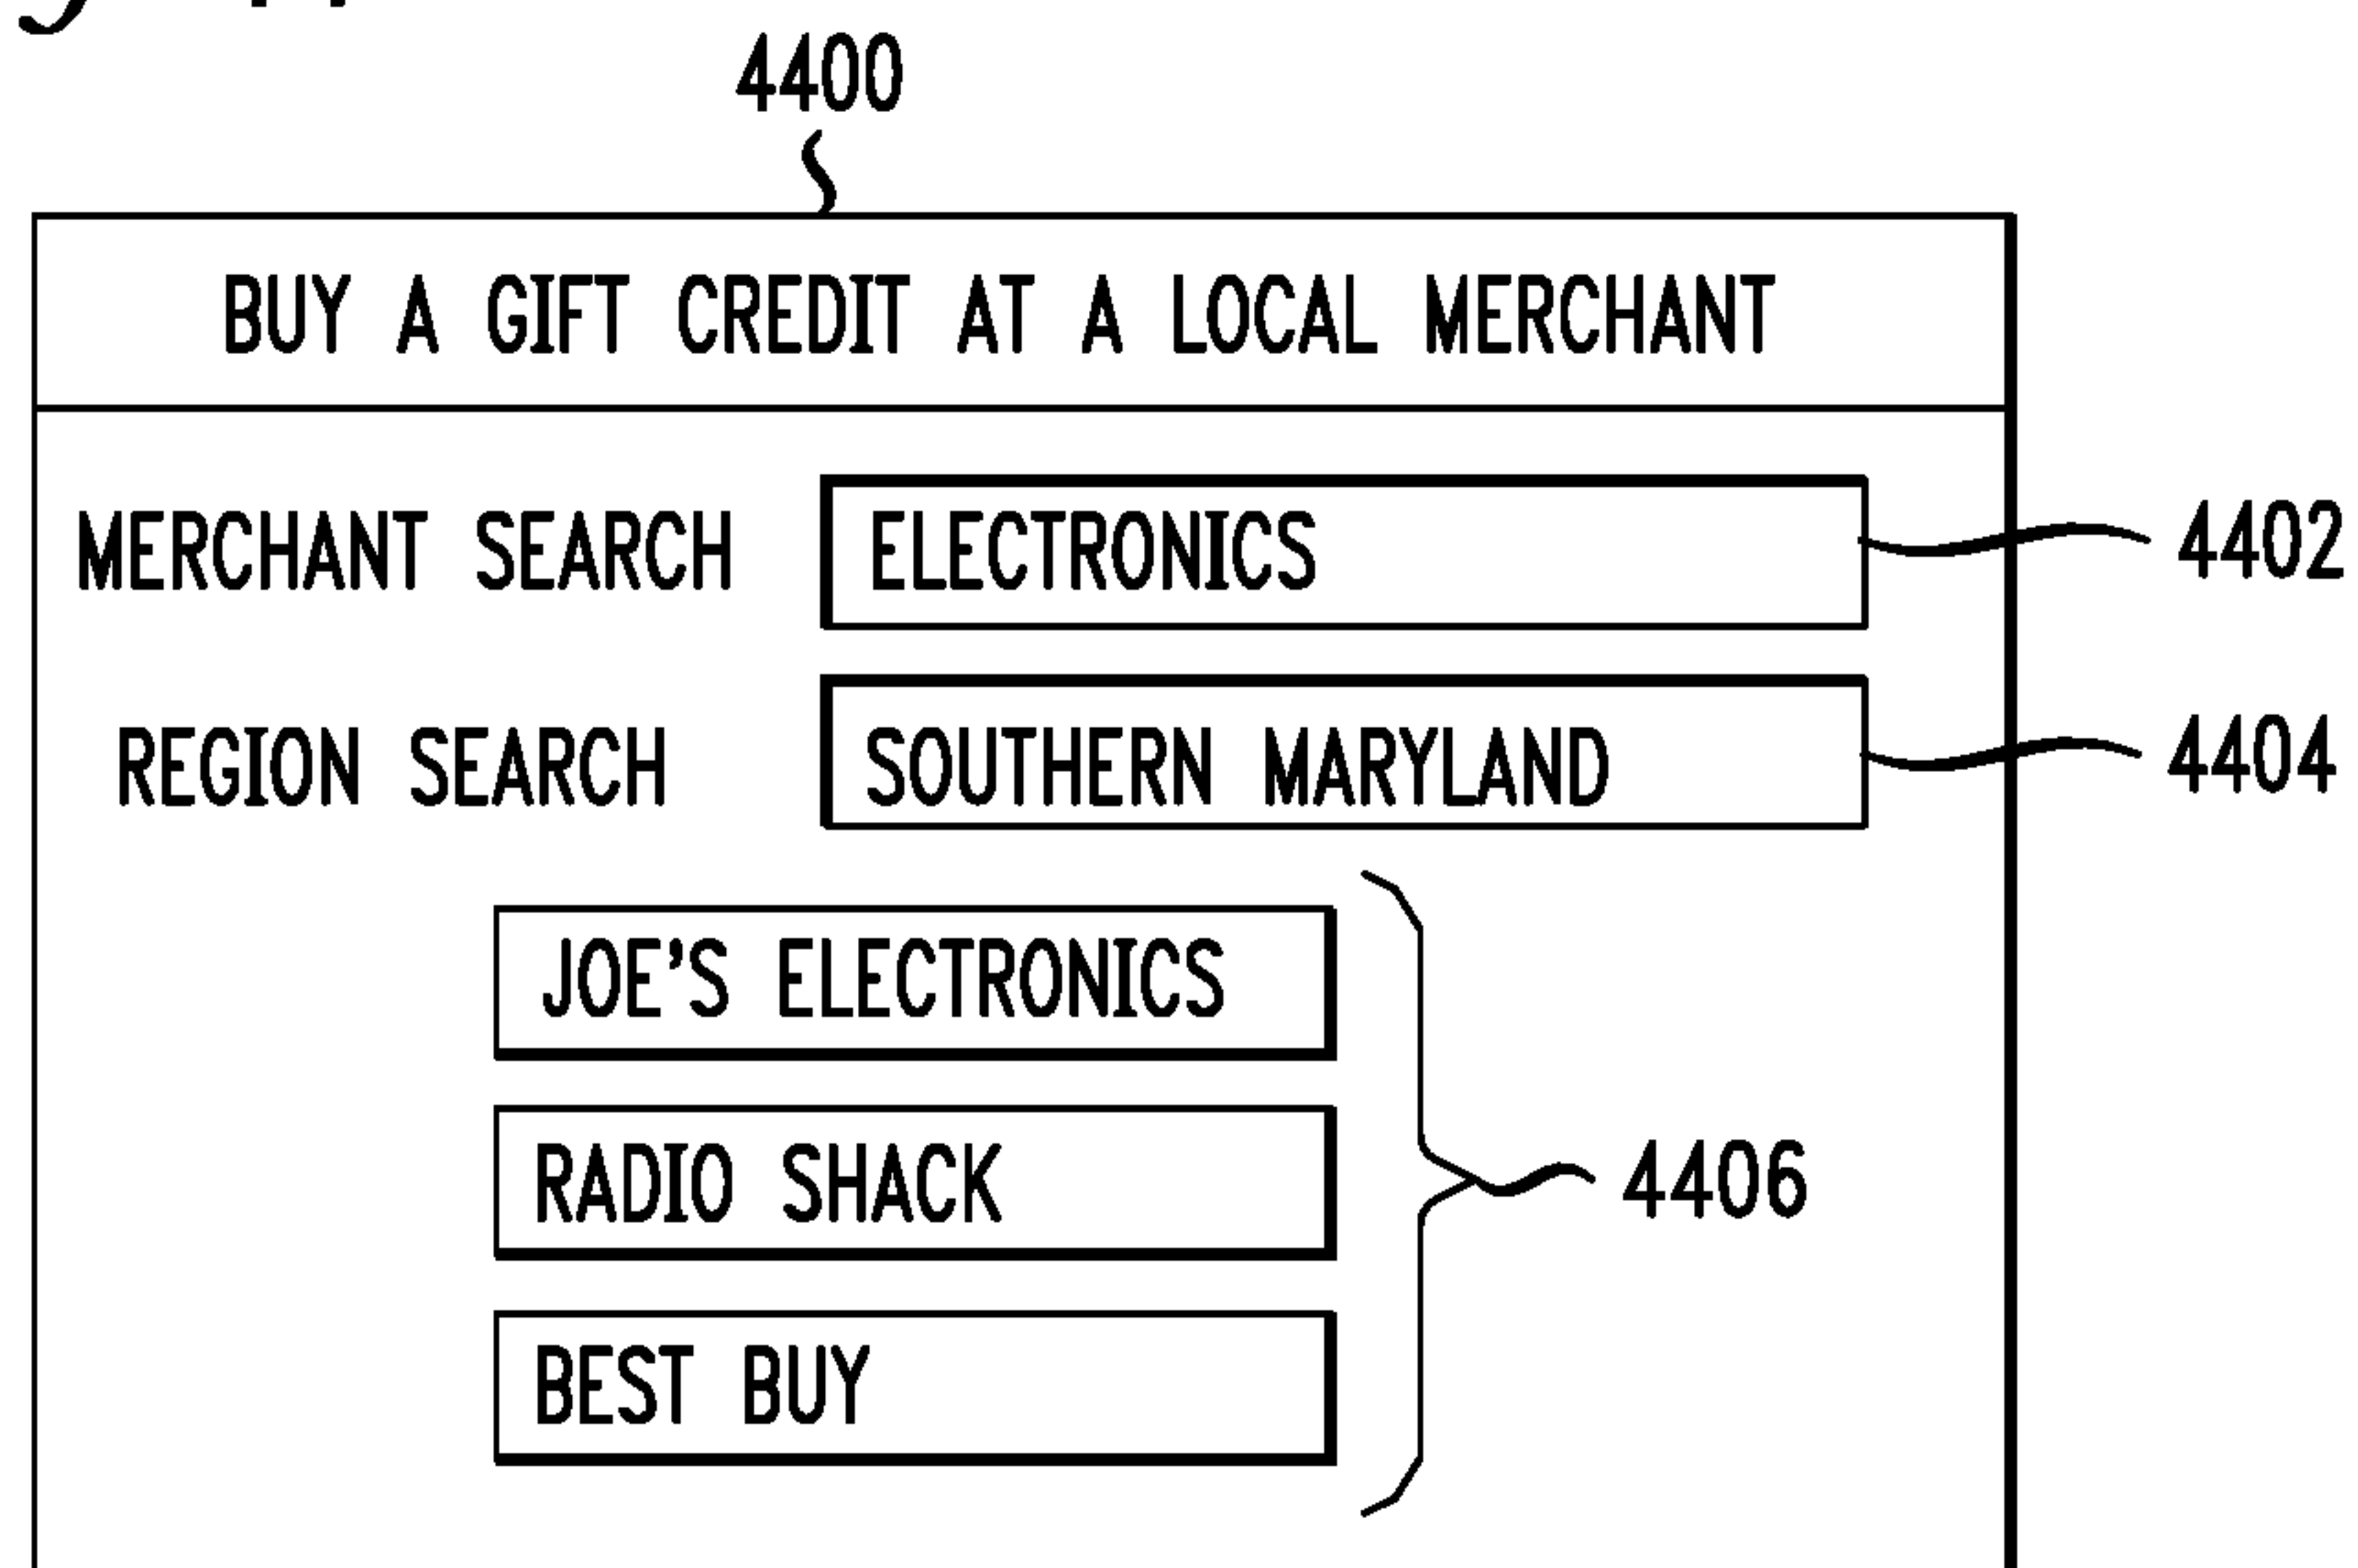 4400
BUY A GIFT CREDIT AT A LOCAL MERCHANT
MERCHANT SEARCH ELECTRONICS 4402
REGION SEARCH SOUTHERN MARYLAND 4404
JOE'S ELECTRONICS
RADIO SHACK 4406
BEST BUY